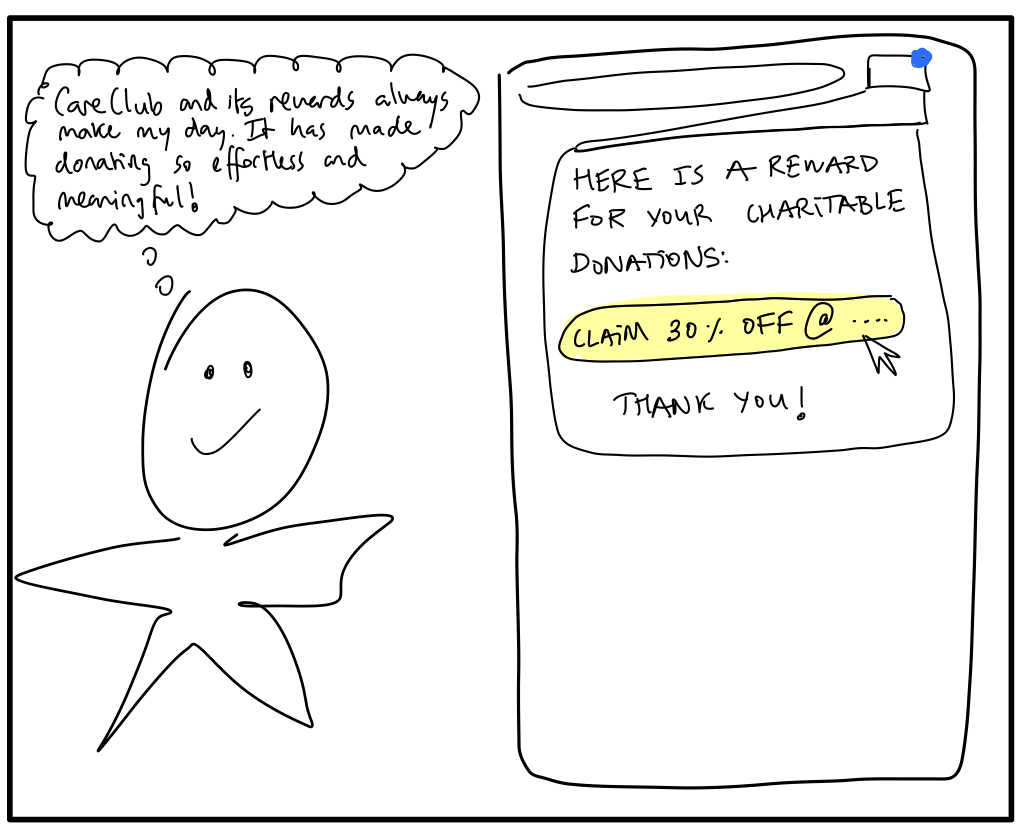 CareClub and its rewards always
make my day. It has made
donating so effortless and
meaningful!
HERE IS A REWARD
FOR YOUR CHARITABLE
DONATIONS:
CLAIM 30% OFF @ ....
THANK YOU!